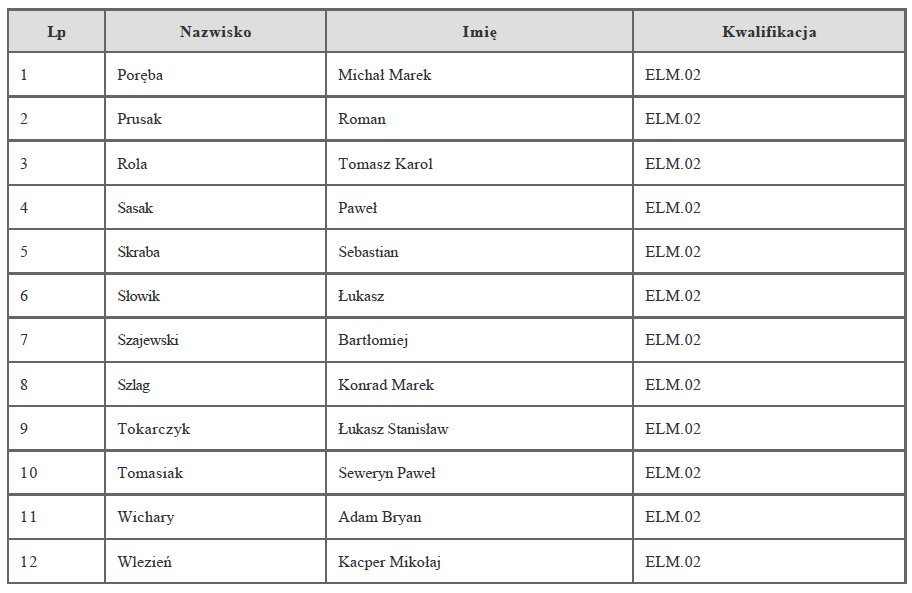 Lp Nazwisko Imię Kwalifikacja
1 Poręba Michał Marek ELM.02
2 Prusak Roman ELM.02
3 Rola Tomasz Karol ELM.02
4 Sasak Paweł ELM.02
5 Skraba Sebastian ELM.02
6 Słowik Łukasz ELM.02
7 Szajewski Bartłomiej ELM.02
8 Szlag Konrad Marek ELM.02
9 Tokarczyk Łukasz Stanisław ELM.02
10 Tomasiak Seweryn Paweł ELM.02
11 Wichary Adam Bryan ELM.02
12 Wlezień Kacper Mikołaj ELM.02